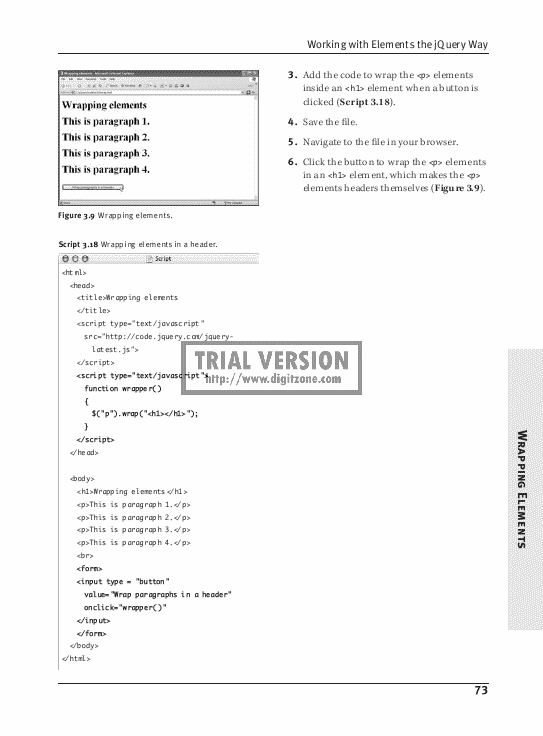 Working with Elements the jQuery Way
Wrapping elements
This is paragraph 1.
This is paragraph 2.
This is paragraph 3.
This is paragraph 4.
Figure 3.9 Wrapping elements.
3. Add the code to wrap the <p> elements
inside an <h1> element when a button is
clicked (Script 3.18).
4. Save the file.
5. Navigate to the file in your browser.
6. Click the button to wrap the <p> elements
in an <h1> element, which makes the <p>
elements headers themselves (Figure 3.9).
Script 3.18 Wrapping elements in a header.
Script
<html>
<head>
<title>Wrapping elements
</title>
<script type="text/javascript"
src="http://code.jquery.com/jquery-
latest.js">
</script>
<script type="text/javascript">
function wrapper()
{
$("p").wrap("<h1></h1>");
}
</script>
</head>
<body>
<h1>Wrapping elements</h1>
<p>This is paragraph 1.</p>
<p>This is paragraph 2.</p>
<p>This is paragraph 3.</p>
<p>This is paragraph 4.</p>
<br>
<form>
<input type = "button"
value="Wrap paragraphs in a header"
onclick="wrapper()"
</input>
</form>
</body>
</html>
TRIAL VERSION
http://www.digitzone.com
WRAPPING ELEMENTS
73